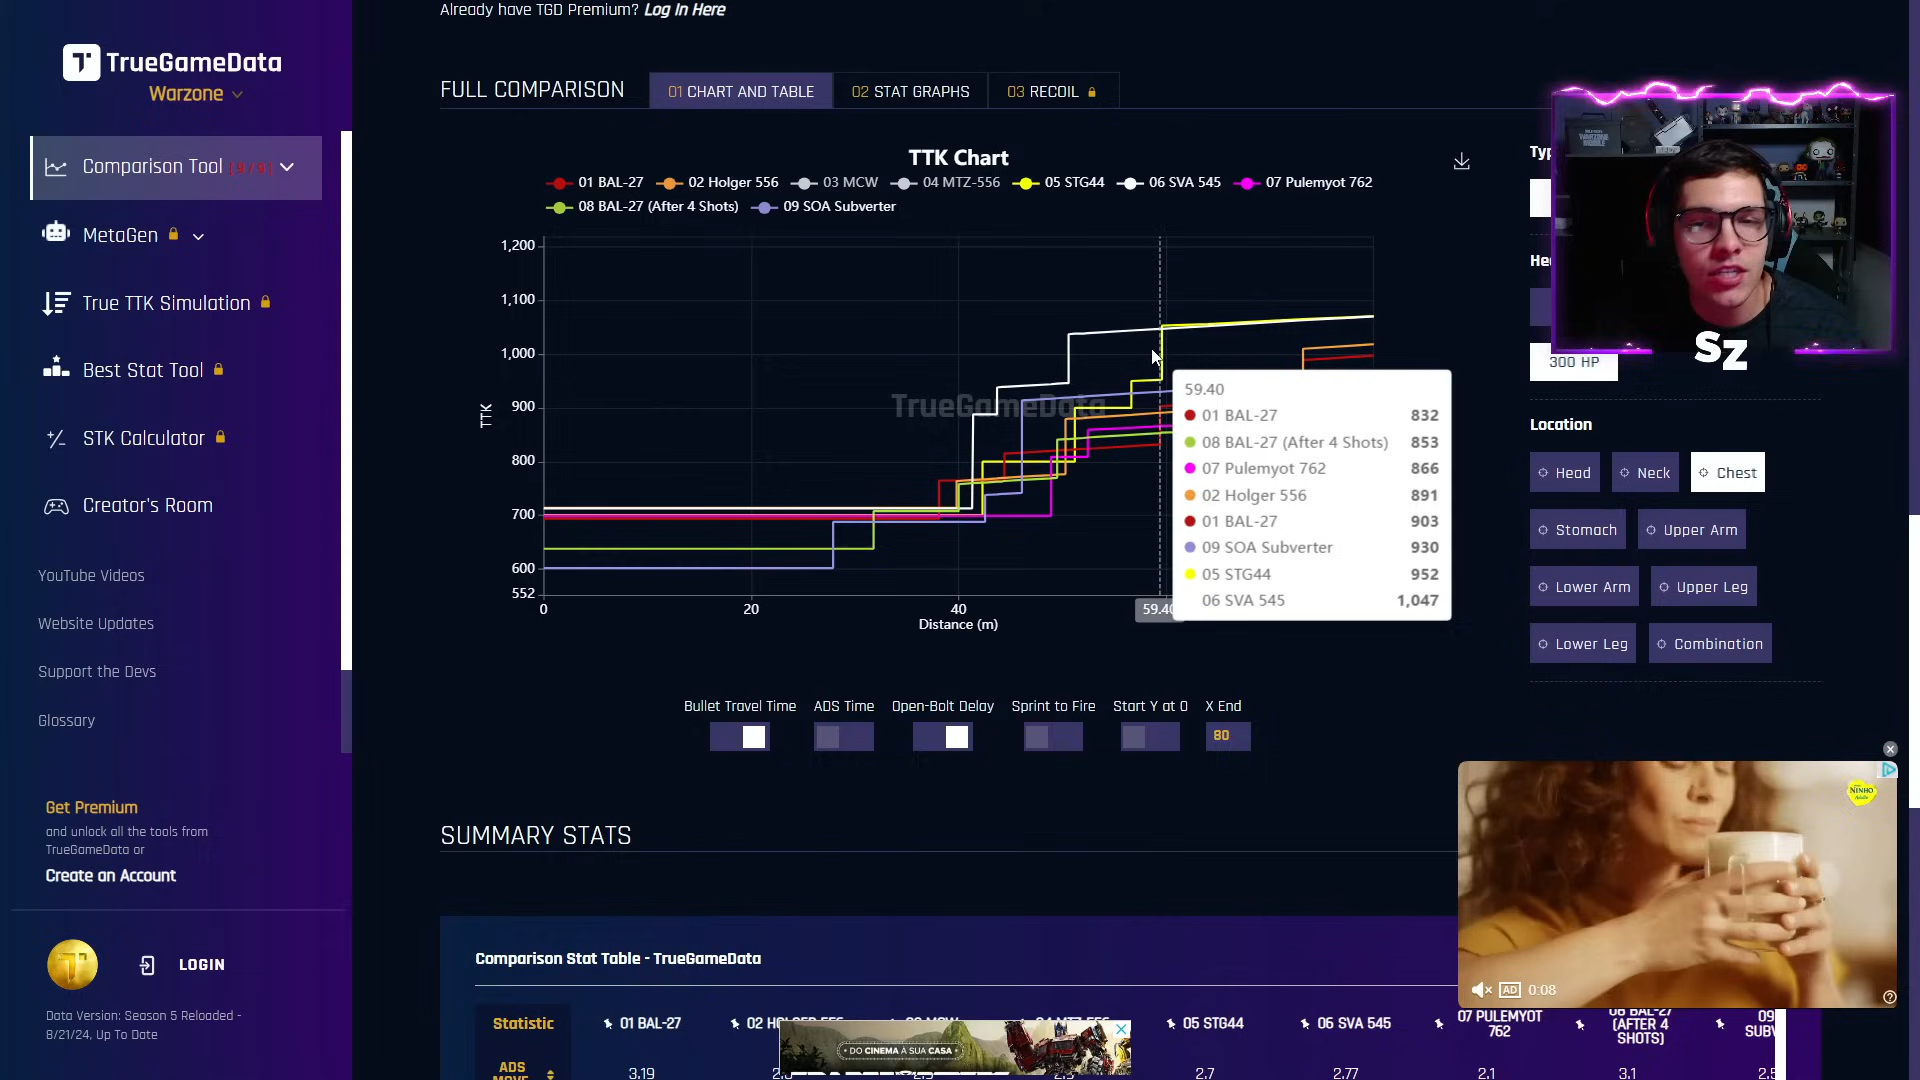 Already have TGD Premium? Log In Here
TrueGameData
Warzone
Comparison Tool [9/9]
MetaGen
True TTK Simulation
Best Stat Tool
STK Calculator
Creator's Room
YouTube Videos
Website Updates
Support the Devs
Glossary
Get Premium
and unlock all the tools from
TrueGameData or
Create an Account
LOGIN
Data Version: Season 5 Reloaded -
8/21/24, Up To Date
FULL COMPARISON
01 CHART AND TABLE
02 STAT GRAPHS
03 RECOIL
TTK Chart
01 BAL-27
02 Holger 556
03 MCW
04 MTZ-556
05 STG44
06 SVA 545
07 Pulemyot 762
08 BAL-27 (After 4 Shots)
09 SOA Subverter
1,200
1,100
1,000
900
800
700
600
552
TTK
TrueGameData
0
20
40
59.40
Distance (m)
59.40
01 BAL-27 832
08 BAL-27 (After 4 Shots) 853
07 Pulemyot 762 866
02 Holger 556 891
01 BAL-27 903
09 SOA Subverter 930
05 STG44 952
06 SVA 545 1,047
Bullet Travel Time
ADS Time
Open-Bolt Delay
Sprint to Fire
Start Y at 0
X End
80
Sz
300 HP
Location
Head
Neck
Chest
Stomach
Upper Arm
Lower Arm
Upper Leg
Lower Leg
Combination
SUMMARY STATS
Comparison Stat Table - TrueGameData
Statistic
01 BAL-27
05 STG44
06 SVA 545
07 PULEMYOT
762
08 BAL-27
(AFTER 4
SHOTS)
ADS
3.19
2.7
2.77
2.1
3.1
• DO CINEMA À SUA CASA •
NINHO
AD 0:08